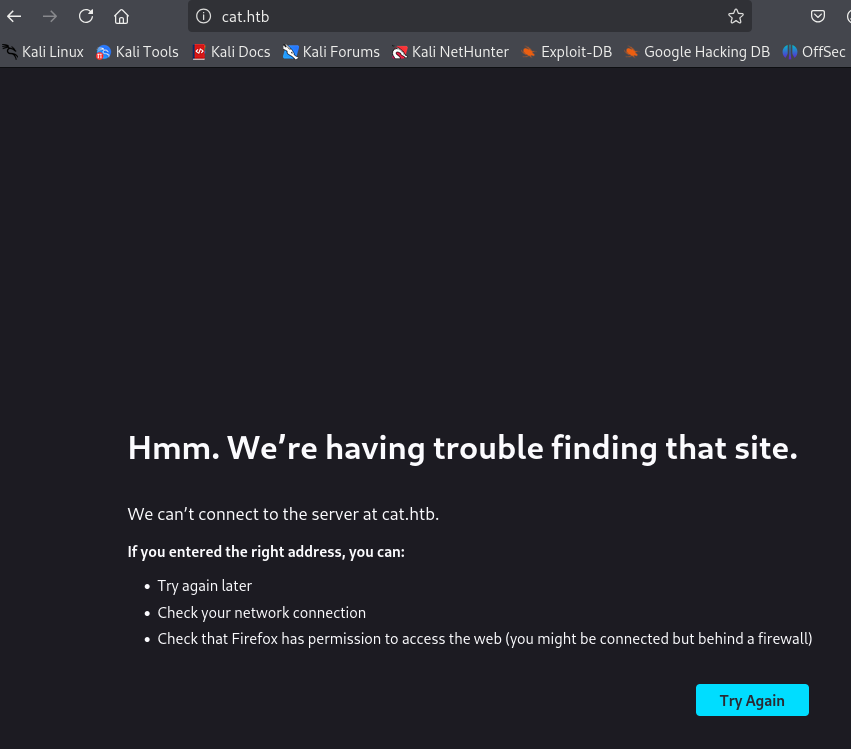 cat.htb
Kali Linux Kali Tools Kali Docs Kali Forums Kali NetHunter Exploit-DB Google Hacking DB OffSec
Hmm. We’re having trouble finding that site.
We can’t connect to the server at cat.htb.
If you entered the right address, you can:
Try again later
Check your network connection
Check that Firefox has permission to access the web (you might be connected but behind a firewall)
Try Again